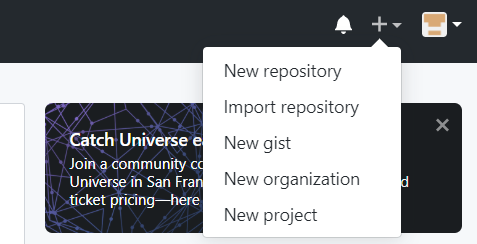 New repository
Import repository
New gist
New organization
New project
Catch Universe
Join a community
Universe in San
ticket pricing—here